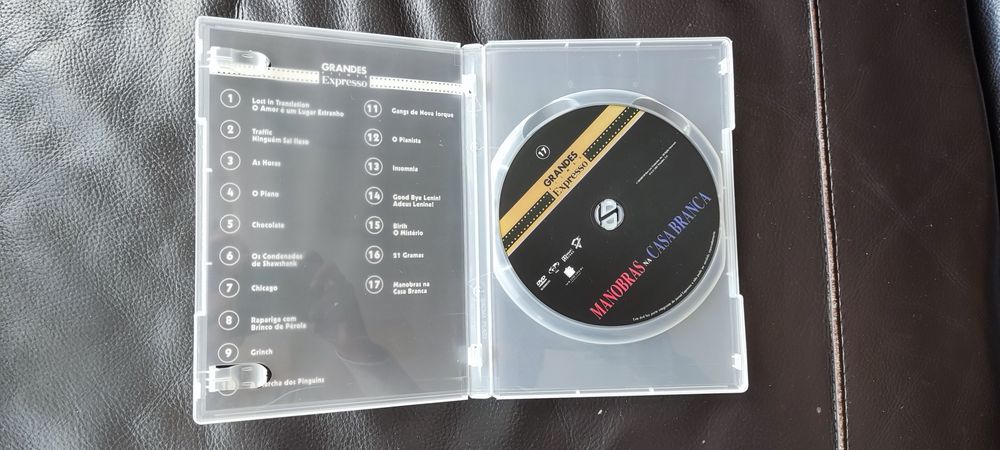 GRANDES
Expresso
1 Lost in Translation
O Amor é um Lugar Estranho
2 Traffic
Ninguém Sai Ileso
3 As Horas
4 O Piano
5 Chocolate
6 Os Condenados
de Shawshank
7 Chicago
8 Rapariga com
Brinco de Pérola
9 Grinch
Marcha dos Pinguins
11 Gangs de Nova Iorque
12 O Pianista
13 Insomnia
14 Good Bye Lenin!
Adeus Lenine!
15 Birth
O Mistério
16 21 Gramas
17 Manobras na
Casa Branca
17
GRANDES
Expresso
MANOBRAS NA CASA BRANCA
DVD